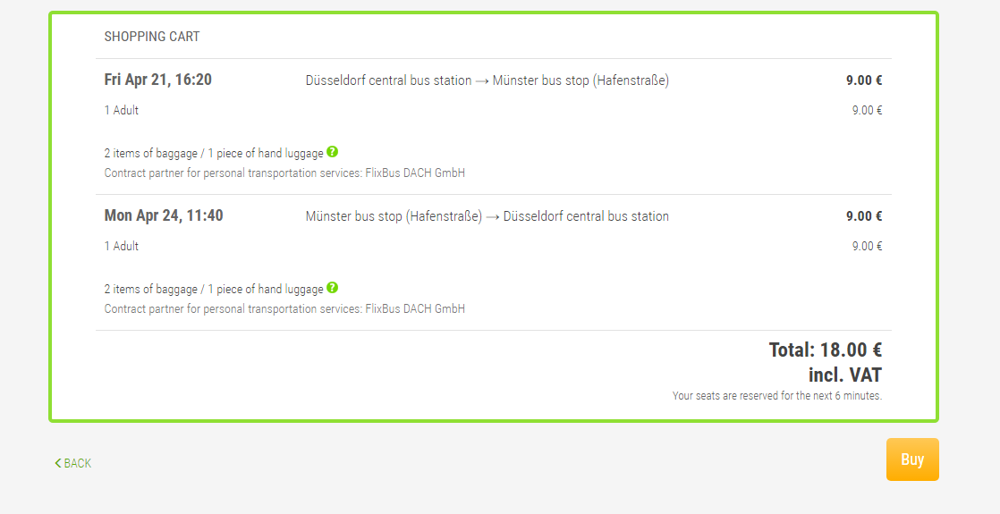 SHOPPING CART
Fri Apr 21, 16:20 Düsseldorf central bus station → Münster bus stop (Hafenstraße) 9.00 €
1 Adult 9.00 €
2 items of baggage / 1 piece of hand luggage ?
Contract partner for personal transportation services: FlixBus DACH GmbH
Mon Apr 24, 11:40 Münster bus stop (Hafenstraße) → Düsseldorf central bus station 9.00 €
1 Adult 9.00 €
2 items of baggage / 1 piece of hand luggage ?
Contract partner for personal transportation services: FlixBus DACH GmbH
Total: 18.00 €
incl. VAT
Your seats are reserved for the next 6 minutes.
BACK
Buy